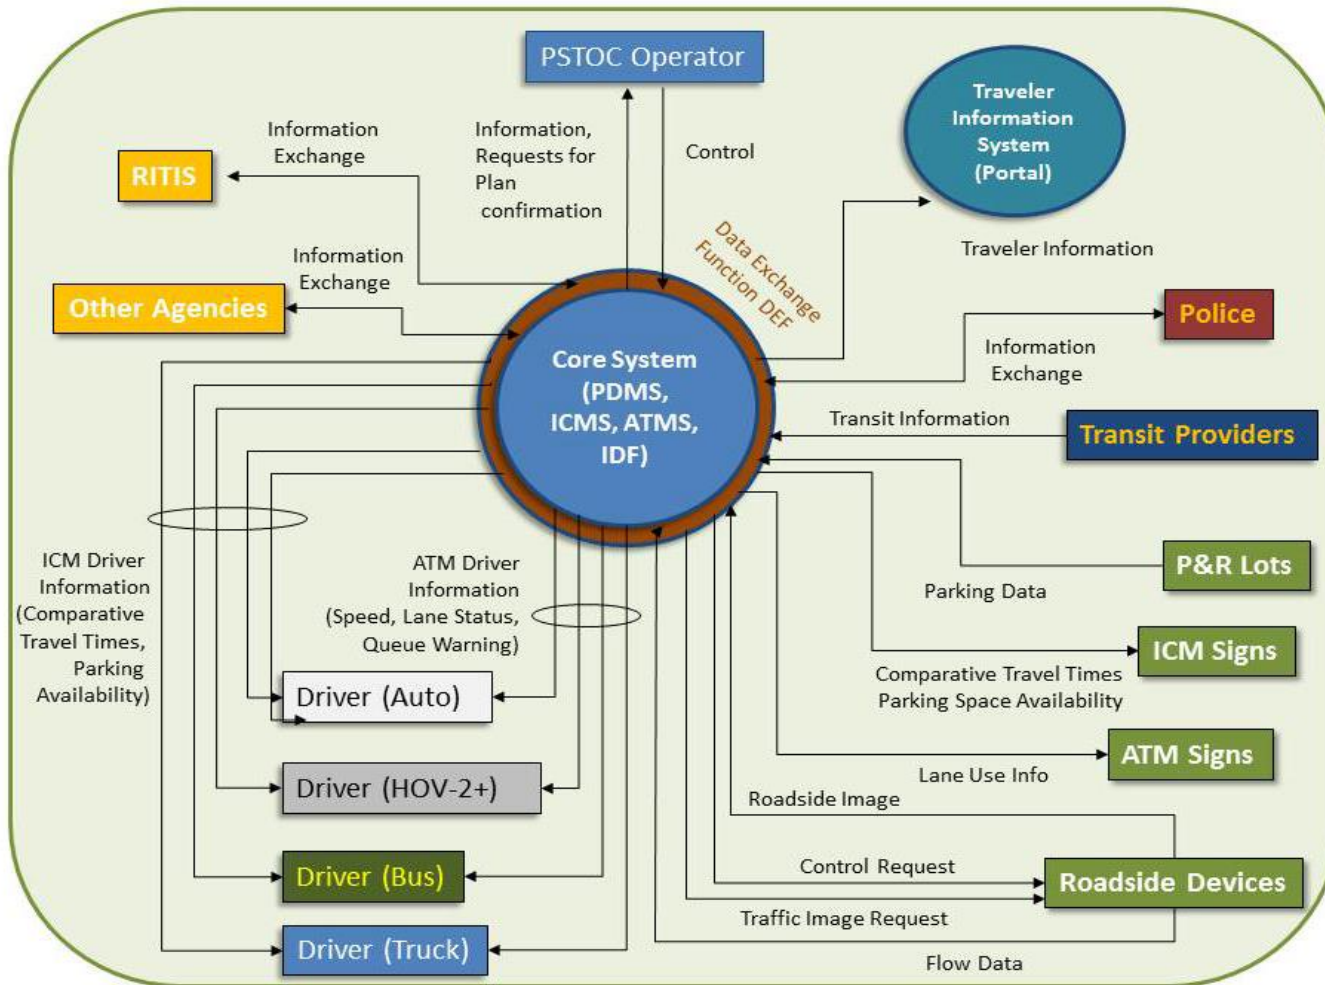 PSTOC Operator
Traveler
Information
System
(Portal)
Information
Exchange
RITIS
Information,
Requests for
Plan
confirmation
Control
Data Exchange
Function DEF
Traveler Information
Information
Exchange
Other Agencies
Police
Information
Exchange
Core System
(PDMS,
ICMS, ATMS,
IDF)
Transit Information
Transit Providers
ICM Driver
Information
(Comparative
Travel Times,
Parking
Availability)
ATM Driver
Information
(Speed, Lane Status,
Queue Warning)
P&R Lots
Parking Data
ICM Signs
Comparative Travel Times
Parking Space Availability
Driver (Auto)
ATM Signs
Lane Use Info
Driver (HOV-2+)
Roadside Image
Control Request
Roadside Devices
Driver (Bus)
Traffic Image Request
Driver (Truck)
Flow Data